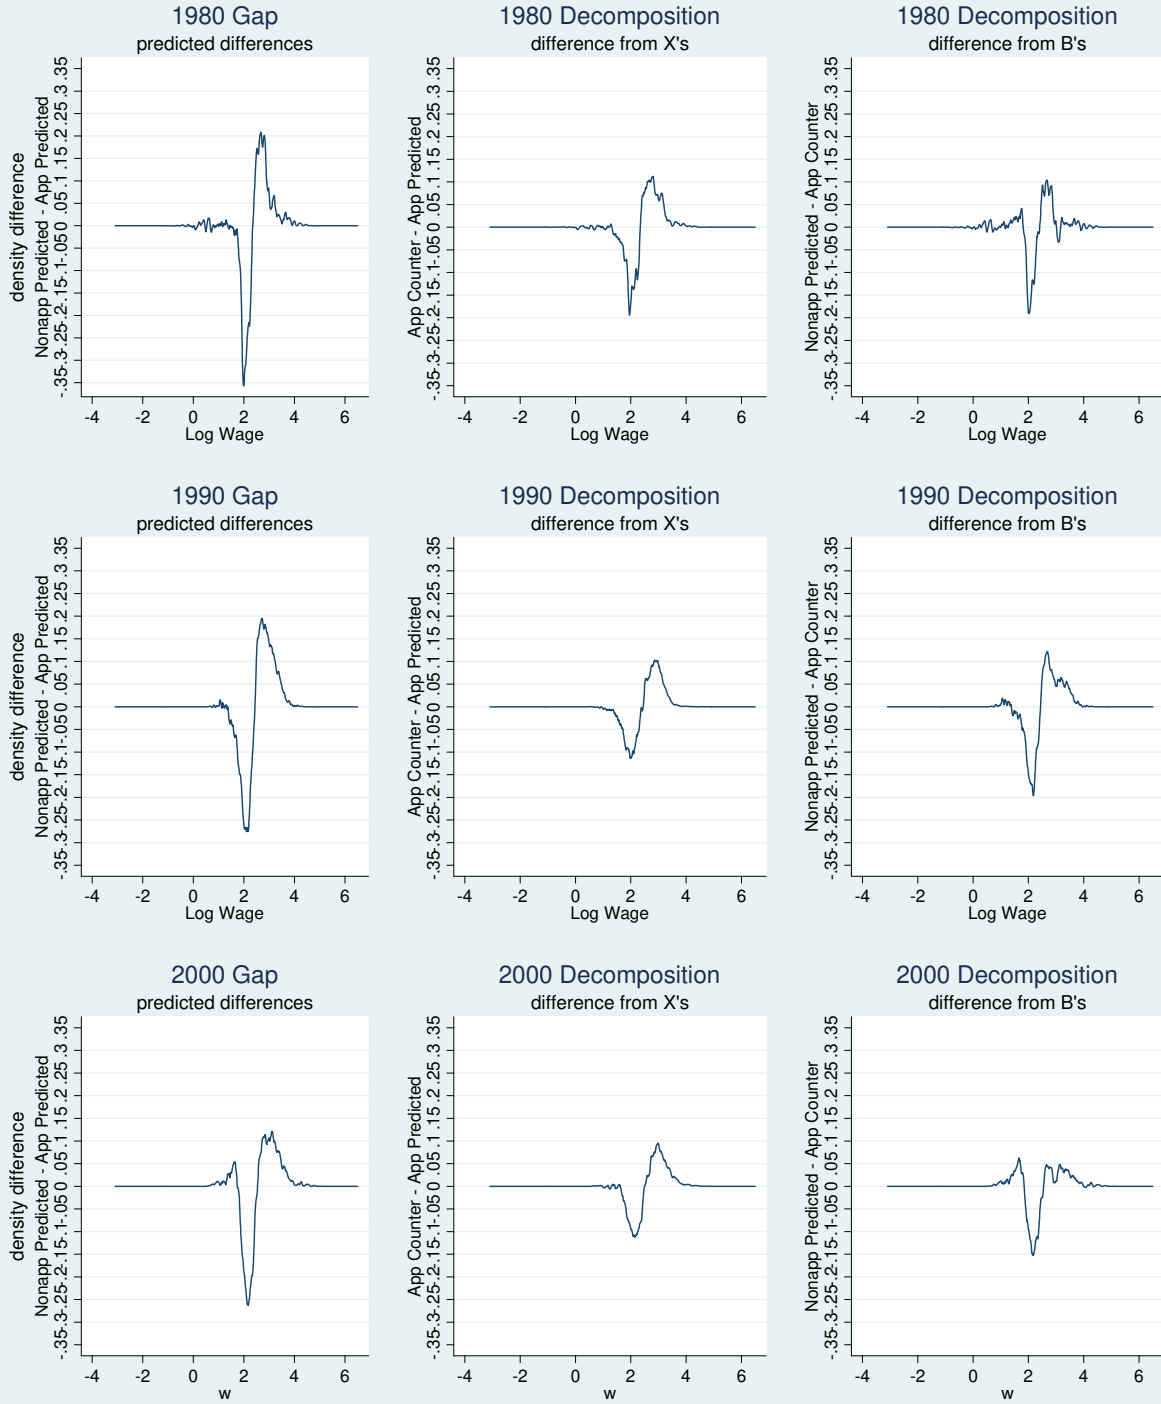 1980 Gap
predicted differences
density difference
Nonapp Predicted - App Predicted
-.35-.3-.25-.2-.15-.1-.05 0 .05 .1 .15 .2 .25 .3 .35
-4 -2 0 2 4 6
Log Wage
1980 Decomposition
difference from X's
App Counter - App Predicted
-.35-.3-.25-.2-.15-.1-.05 0 .05 .1 .15 .2 .25 .3 .35
-4 -2 0 2 4 6
Log Wage
1980 Decomposition
difference from B's
Nonapp Predicted - App Counter
-.35-.3-.25-.2-.15-.1-.05 0 .05 .1 .15 .2 .25 .3 .35
-4 -2 0 2 4 6
Log Wage
1990 Gap
predicted differences
density difference
Nonapp Predicted - App Predicted
-.35-.3-.25-.2-.15-.1-.05 0 .05 .1 .15 .2 .25 .3 .35
-4 -2 0 2 4 6
Log Wage
1990 Decomposition
difference from X's
App Counter - App Predicted
-.35-.3-.25-.2-.15-.1-.05 0 .05 .1 .15 .2 .25 .3 .35
-4 -2 0 2 4 6
Log Wage
1990 Decomposition
difference from B's
Nonapp Predicted - App Counter
-.35-.3-.25-.2-.15-.1-.05 0 .05 .1 .15 .2 .25 .3 .35
-4 -2 0 2 4 6
Log Wage
2000 Gap
predicted differences
density difference
Nonapp Predicted - App Predicted
-.35-.3-.25-.2-.15-.1-.05 0 .05 .1 .15 .2 .25 .3 .35
-4 -2 0 2 4 6
w
2000 Decomposition
difference from X's
App Counter - App Predicted
-.35-.3-.25-.2-.15-.1-.05 0 .05 .1 .15 .2 .25 .3 .35
-4 -2 0 2 4 6
w
2000 Decomposition
difference from B's
Nonapp Predicted - App Counter
-.35-.3-.25-.2-.15-.1-.05 0 .05 .1 .15 .2 .25 .3 .35
-4 -2 0 2 4 6
w